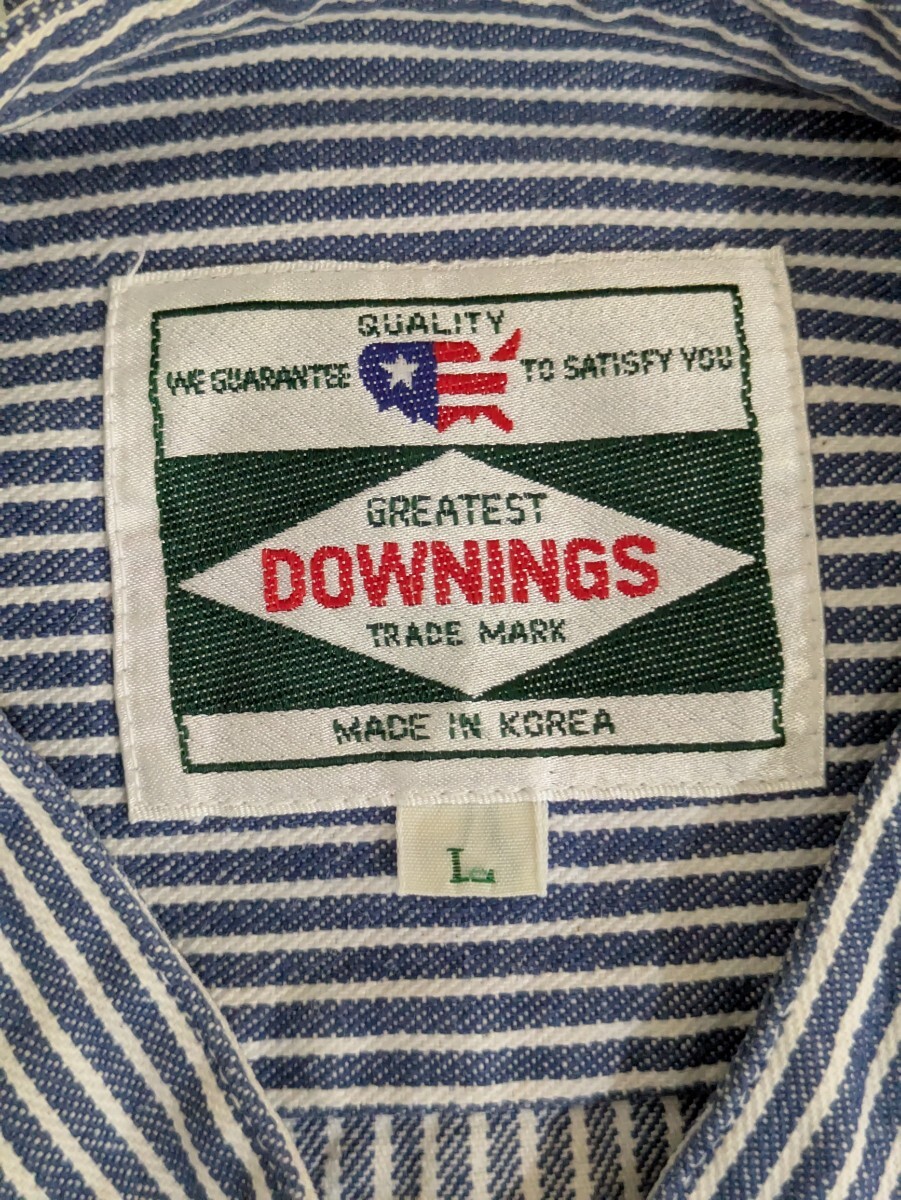 QUALITY
WE GUARANTEE TO SATISFY YOU
GREATEST
DOWNINGS
TRADE MARK
MADE IN KOREA
L